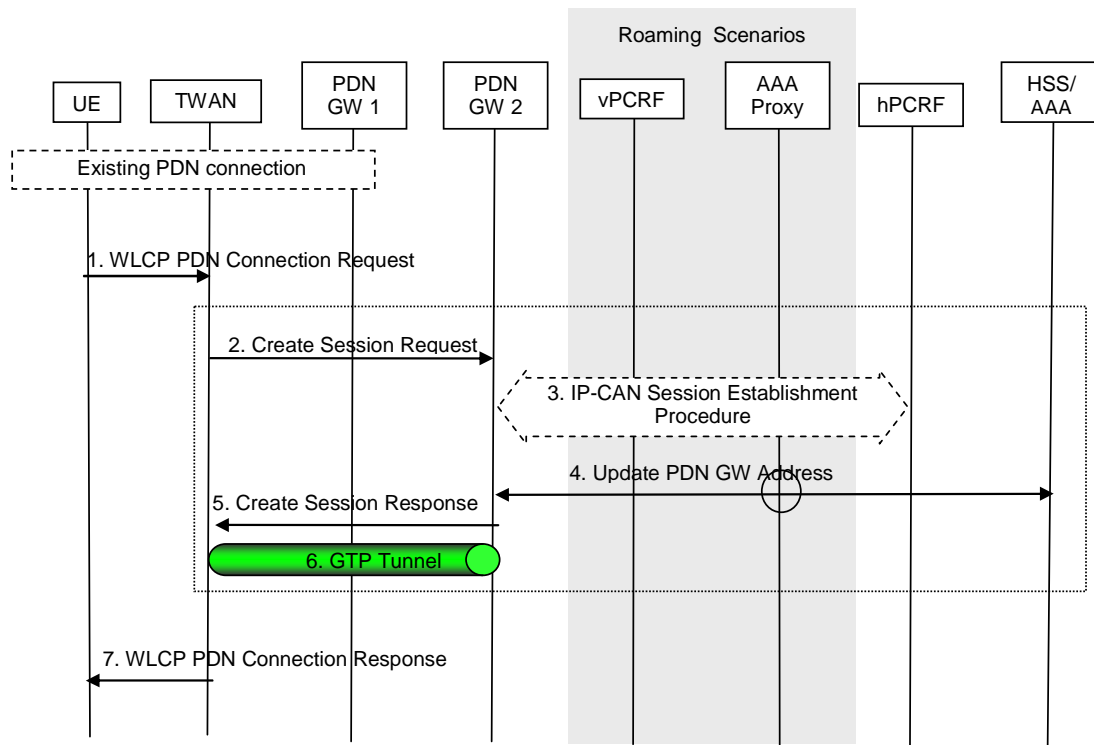 Roaming Scenarios
UE
TWAN
PDN
GW 1
PDN
GW 2
vPCRF
AAA
Proxy
hPCRF
HSS/
AAA
Existing PDN connection
1. WLCP PDN Connection Request
2. Create Session Request
3. IP-CAN Session Establishment
Procedure
4. Update PDN GW Address
5. Create Session Response
6. GTP Tunnel
7. WLCP PDN Connection Response